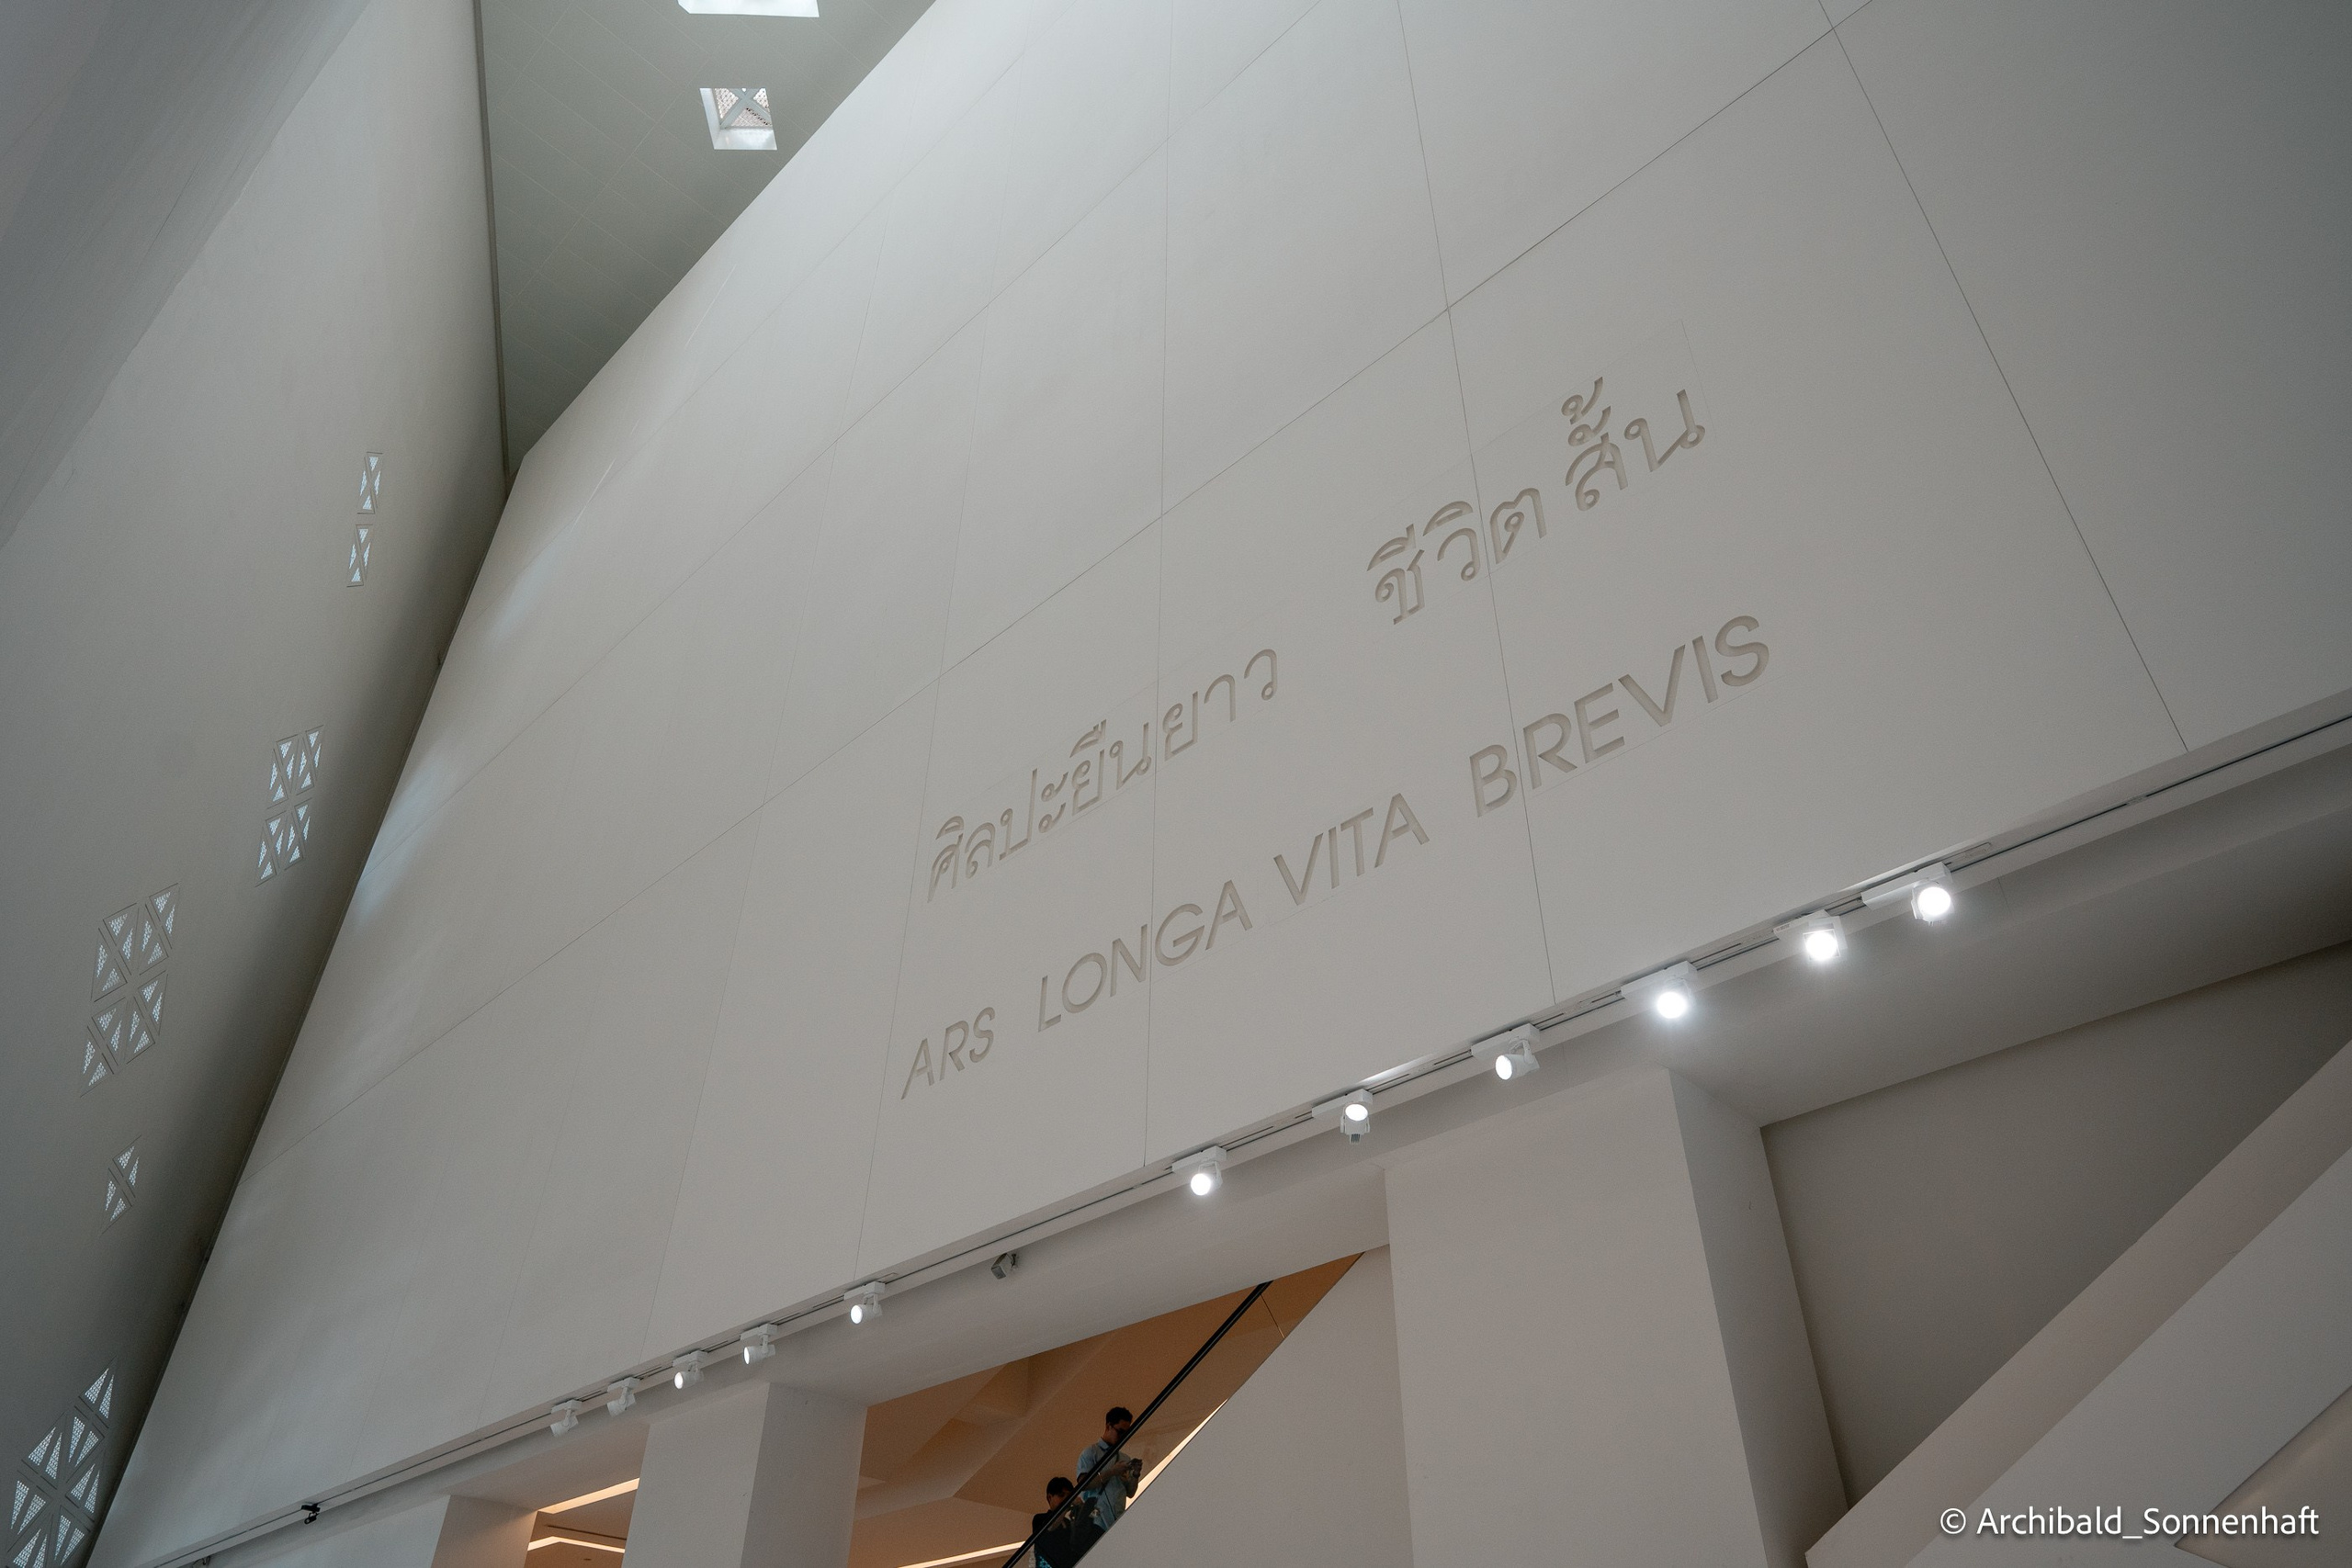 ศิลปะยืนยาว ชีวิตสั้น
ARS LONGA VITA BREVIS
© Archibald_Sonnenhaft